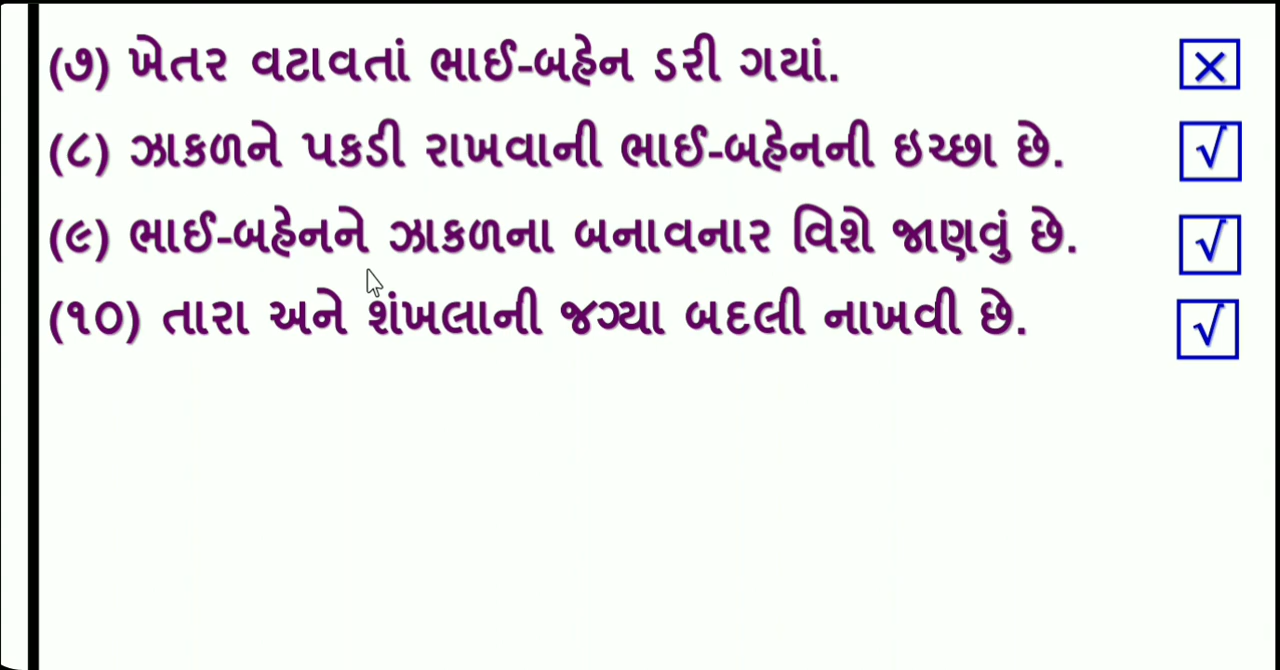 (૭) ખેતર વટાવતાં ભાઈ-બહેન ડરી ગયાં. ×
(૮) ઝાકળને પકડી રાખવાની ભાઈ-બહેનની ઇચ્છા છે. √
(૯) ભાઈ-બહેનને ઝાકળના બનાવનાર વિશે જાણવું છે. √
(૧૦) તારા અને શંખલાની જગ્યા બદલી નાખવી છે. √